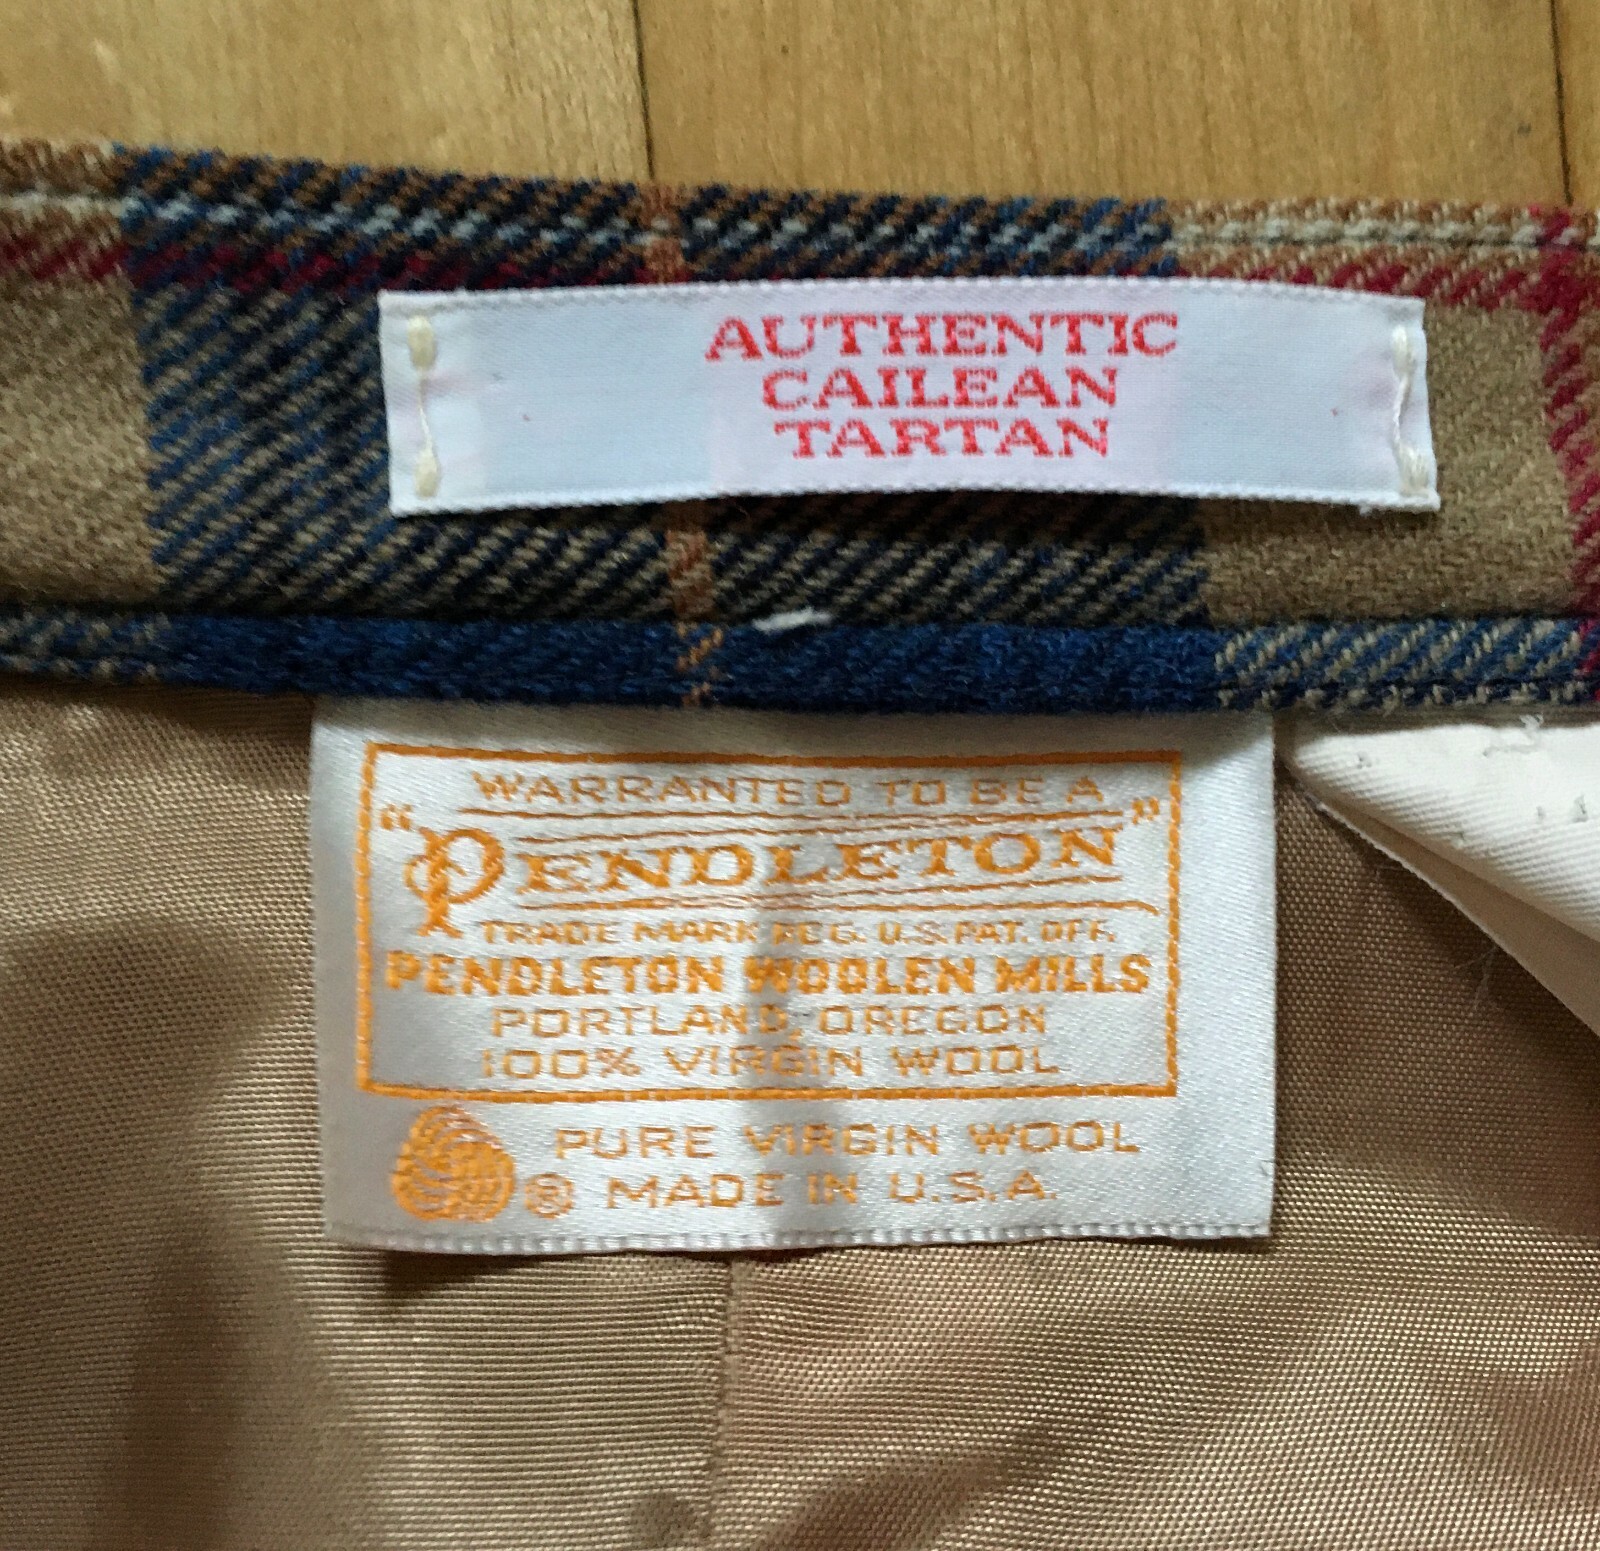 AUTHENTIC
CAILEAN
TARTAN
WARRANTED TO BE A
"PENDLETON"
TRADE MARK REG. U.S. PAT. OFF.
PENDLETON WOOLEN MILLS
PORTLAND, OREGON
100% VIRGIN WOOL
PURE VIRGIN WOOL
® MADE IN U.S.A.